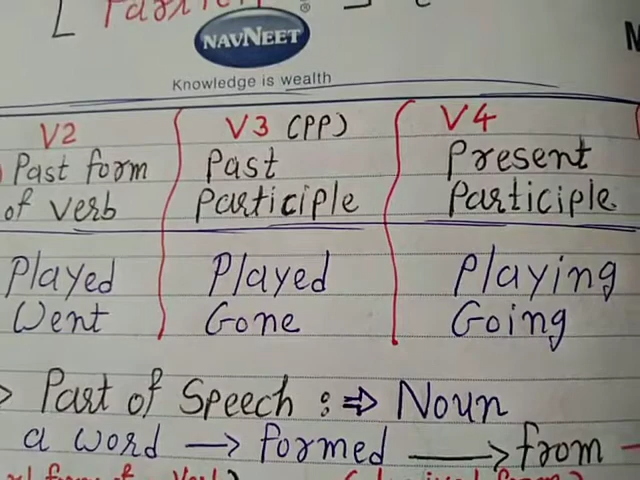 NAVNEET
Knowledge is wealth
V2 V3 (PP) V4
Past form Past Present
of verb Participle Participle
Played Played Playing
Went Gone Going
Part of Speech : ⇒ Noun
a word → formed → from